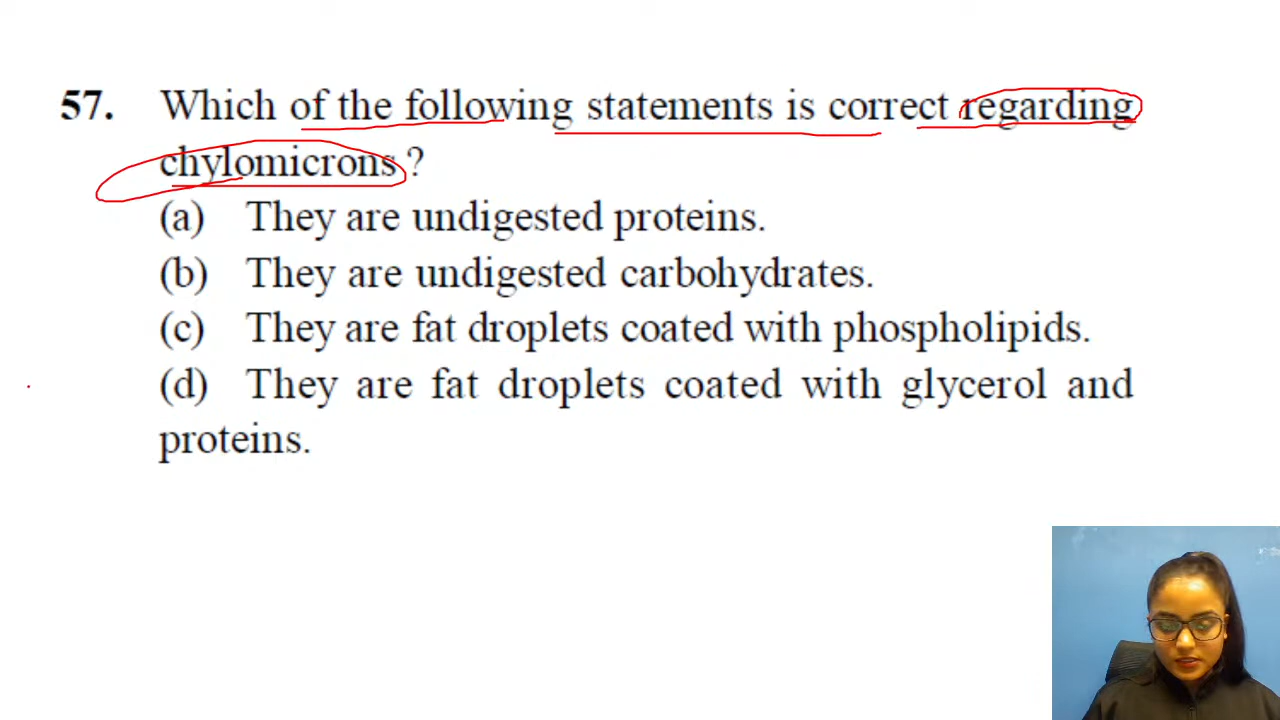 57. Which of the following statements is correct regarding
chylomicrons ?
(a) They are undigested proteins.
(b) They are undigested carbohydrates.
(c) They are fat droplets coated with phospholipids.
(d) They are fat droplets coated with glycerol and
proteins.